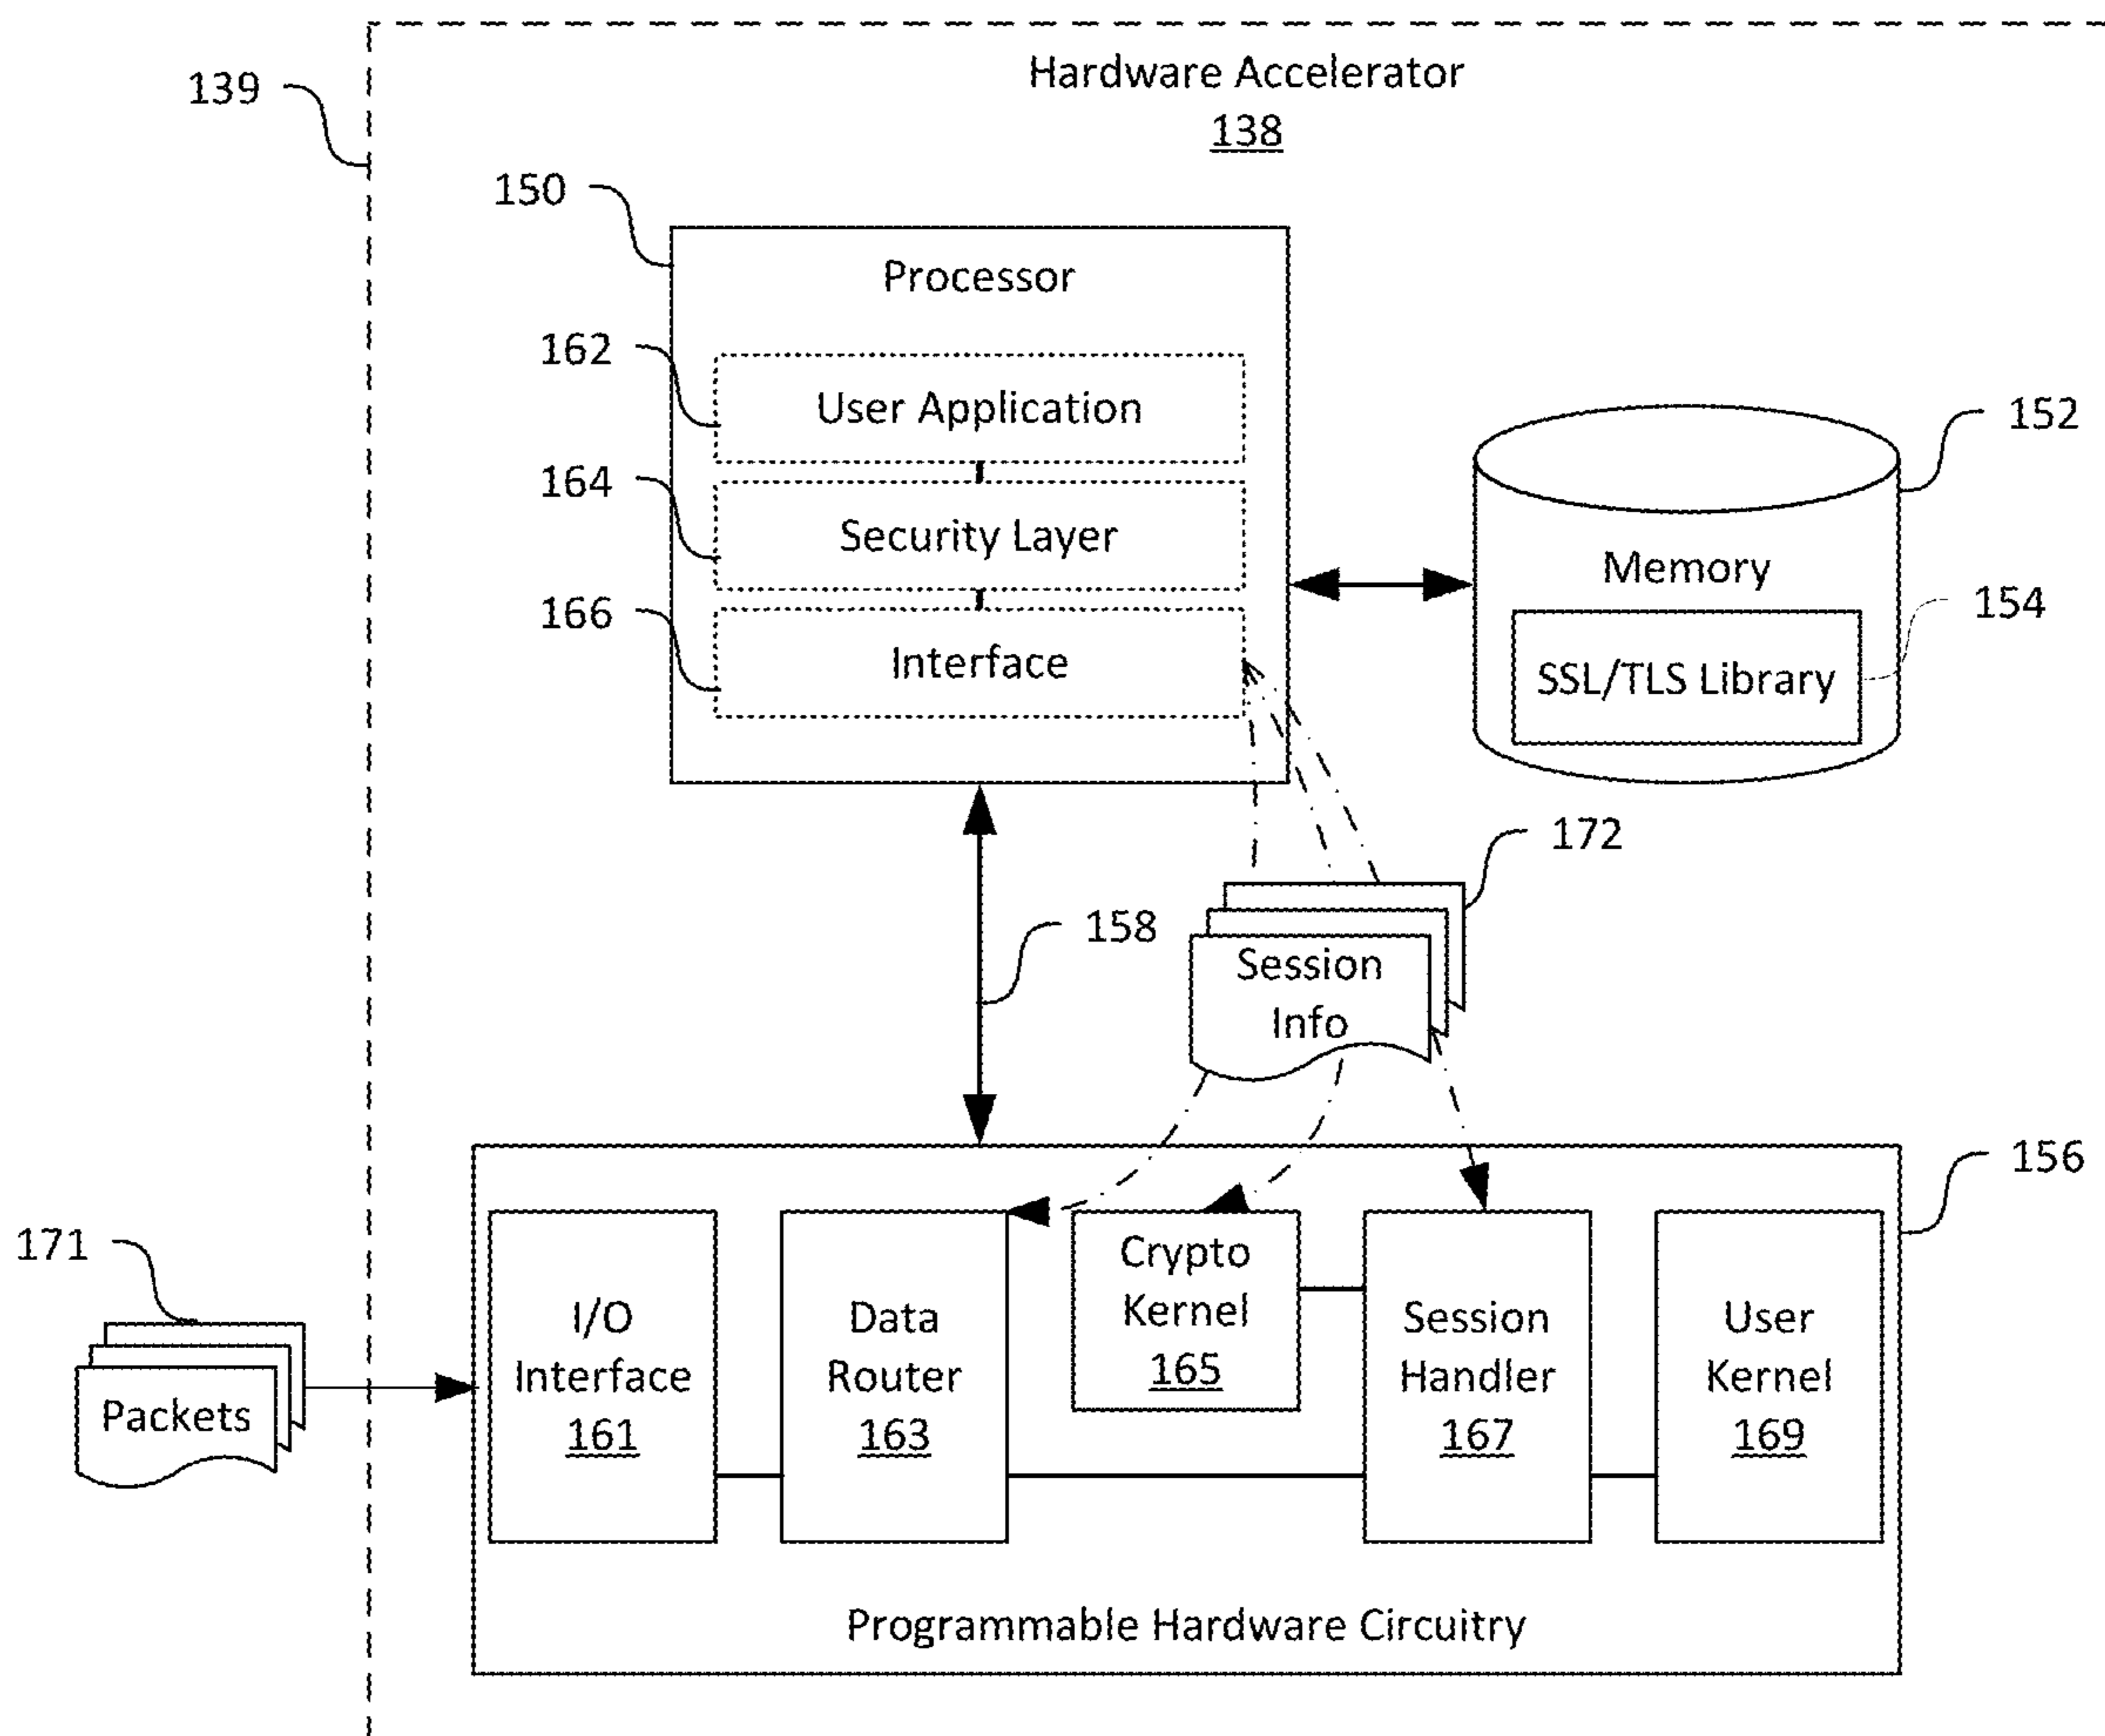 Hardware Accelerator
138
139
150
Processor
162
User Application
152
164
Security Layer
Memory
154
166
Interface
SSL/TLS Library
172
158
Session
Info
156
171
Packets
I/O
Interface
161
Data
Router
163
Crypto
Kernel
165
Session
Handler
167
User
Kernel
169
Programmable Hardware Circuitry